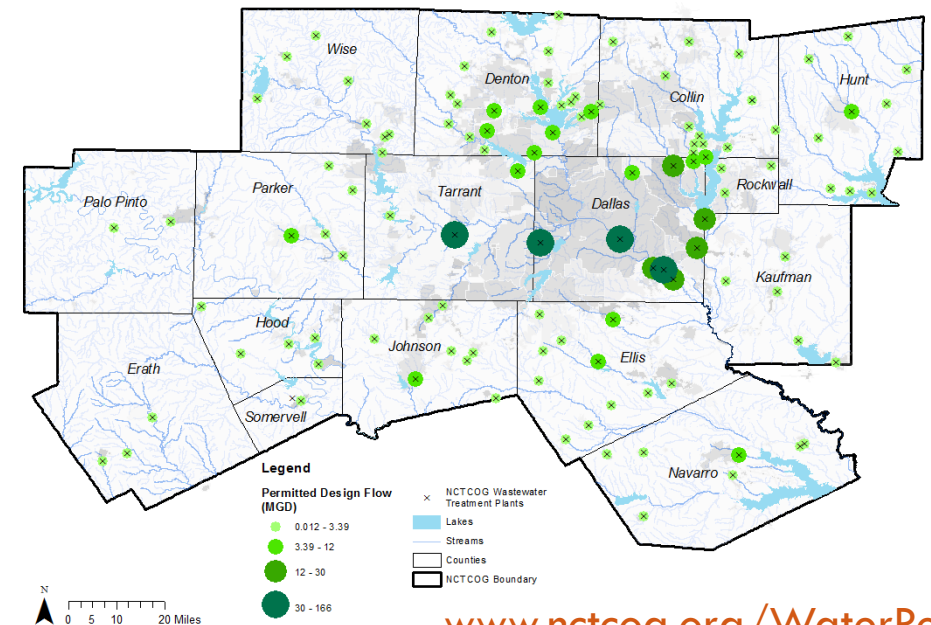 Wise
Denton
Collin
Hunt
Palo Pinto
Parker
Tarrant
Dallas
Rockwall
Kaufman
Erath
Hood
Johnson
Ellis
Somervell
Navarro
Legend
Permitted Design Flow
(MGD)
0.012 - 3.39
3.39 - 12
12 - 30
30 - 166
NCTCOG Wastewater
Treatment Plants
Lakes
Streams
Counties
NCTCOG Boundary
N
0 5 10 20 Miles